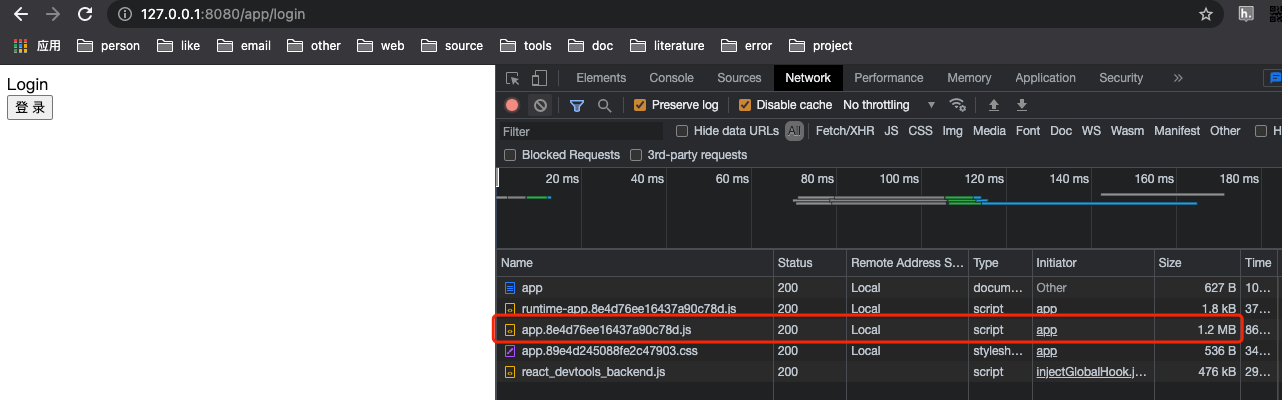 127.0.0.1:8080/app/login
应用 person like email other web source tools doc literature error project
Login
登 录
Elements Console Sources Network Performance Memory Application Security »
Preserve log Disable cache No throttling
Filter Hide data URLs All Fetch/XHR JS CSS Img Media Font Doc WS Wasm Manifest Other H
Blocked Requests 3rd-party requests
20 ms 40 ms 60 ms 80 ms 100 ms 120 ms 140 ms 160 ms 180 ms
Name Status Remote Address S... Type Initiator Size Time
app 200 Local docum... Other 627 B 10...
runtime-app.8e4d76ee16437a90c78d.js 200 Local script app 1.8 kB 37...
app.8e4d76ee16437a90c78d.js 200 Local script app 1.2 MB 86...
app.89e4d245088fe2c47903.css 200 Local stylesh... app 536 B 34...
react_devtools_backend.js 200 script injectGlobalHook.j... 476 kB 29...